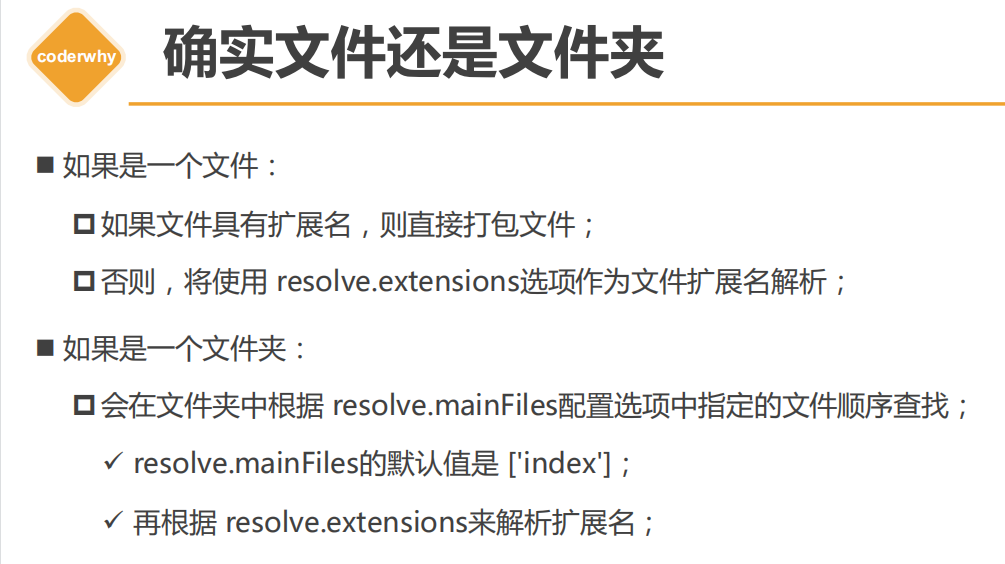 coderwhy
确实文件还是文件夹
如果是一个文件：
如果文件具有扩展名，则直接打包文件；
否则，将使用 resolve.extensions选项作为文件扩展名解析；
如果是一个文件夹：
会在文件夹中根据 resolve.mainFiles配置选项中指定的文件顺序查找；
✓ resolve.mainFiles的默认值是 ['index']；
✓ 再根据 resolve.extensions来解析扩展名；